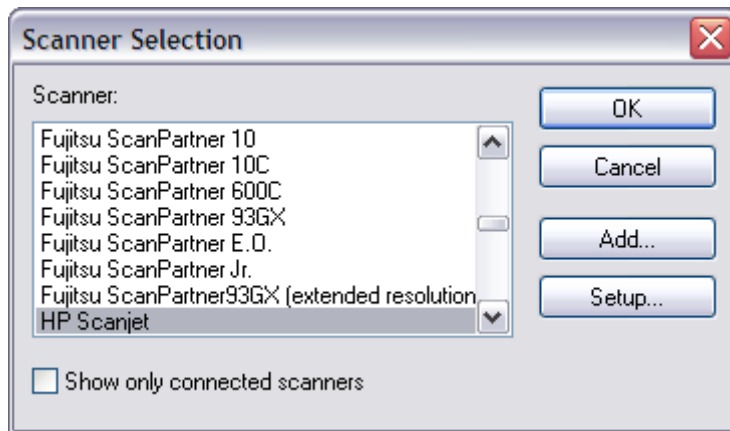 Scanner Selection
Scanner:
Fujitsu ScanPartner 10
Fujitsu ScanPartner 10C
Fujitsu ScanPartner 600C
Fujitsu ScanPartner 93GX
Fujitsu ScanPartner E.O.
Fujitsu ScanPartner Jr.
Fujitsu ScanPartner93GX (extended resolution
HP Scanjet
Show only connected scanners
OK
Cancel
Add...
Setup...